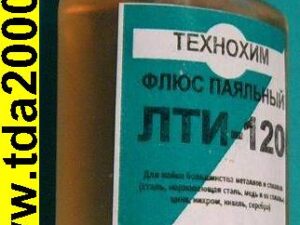 www.tda2000
ТЕХНОХИМ
ФЛЮС ПАЯЛЬНЫЙ
ЛТИ-120
Для пайки большинства металлов и сплавов
(сталь, нержавеющая сталь, медь и её сплавы,
цинк, нихром, никель, серебро)